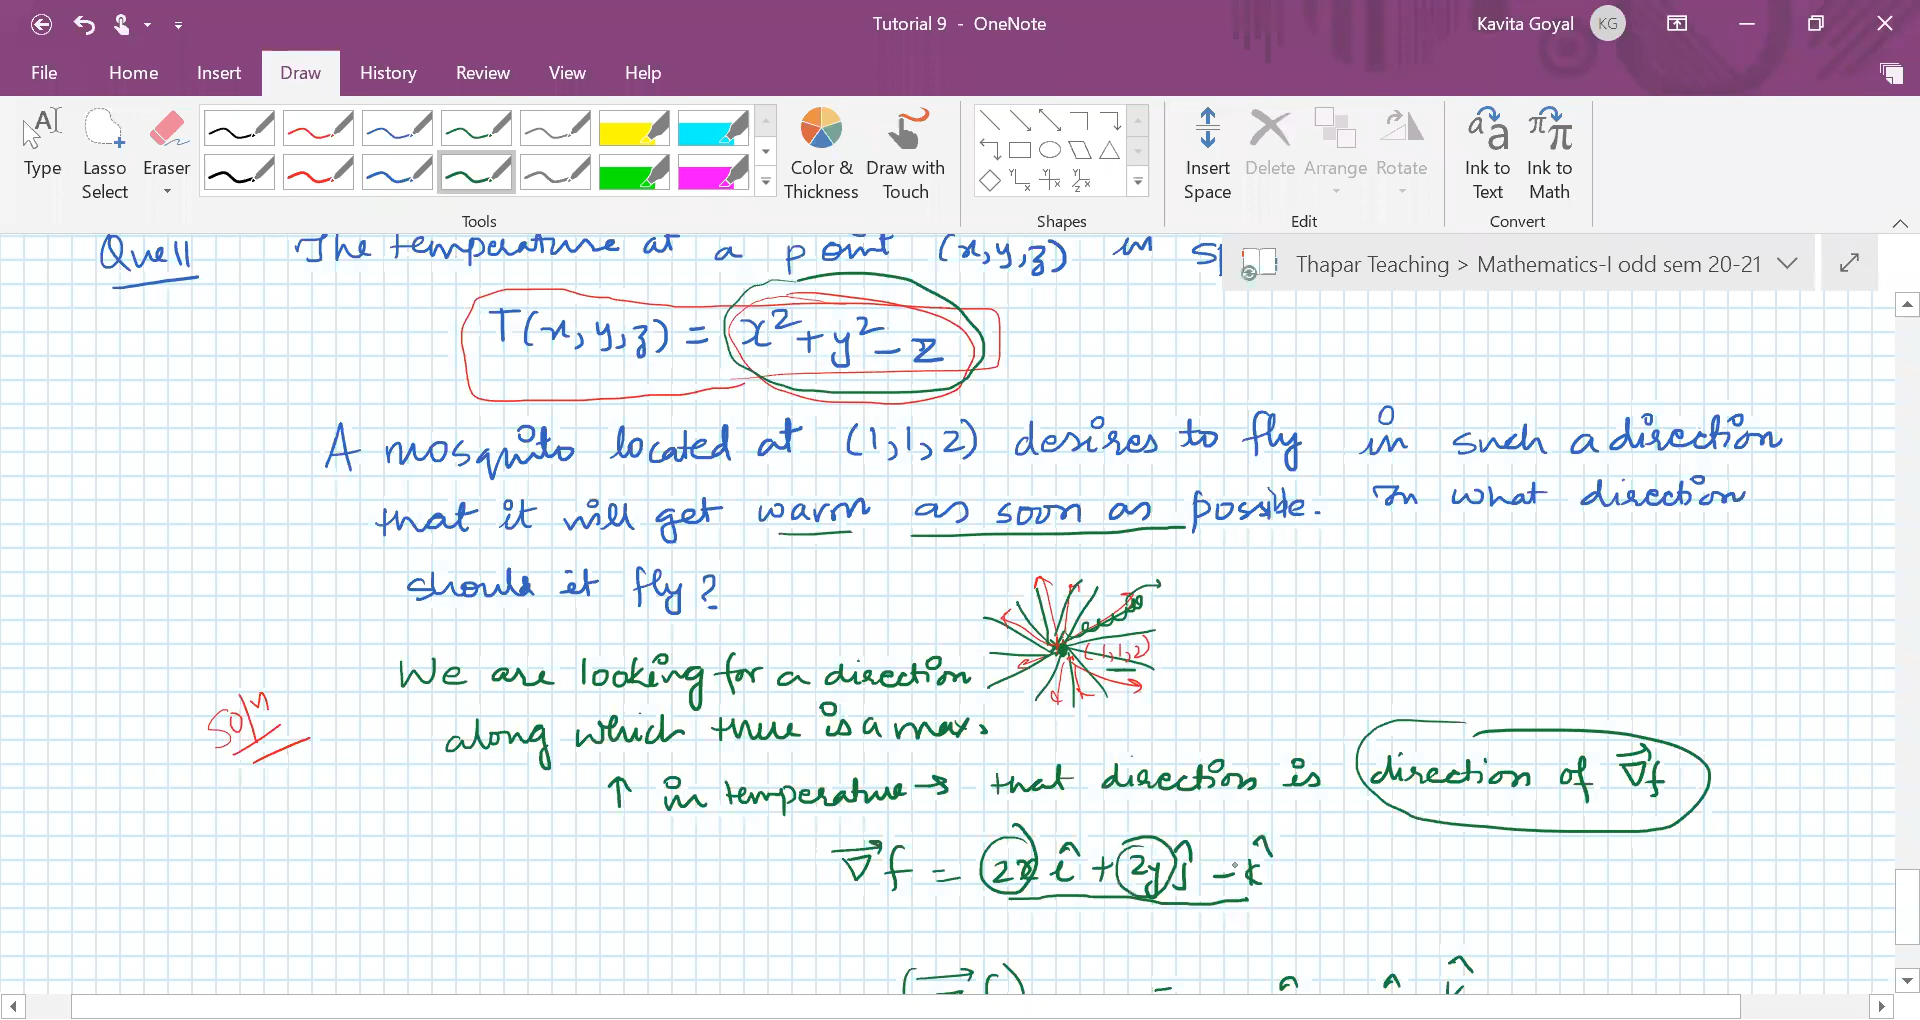 Tutorial 9 - OneNote
Kavita Goyal KG
File Home Insert Draw History Review View Help
Type
Lasso Select
Eraser
Color & Thickness
Draw with Touch
Insert Space
Delete
Arrange
Rotate
Ink to Text
Ink to Math
Tools
Shapes
Edit
Convert
Thapar Teaching > Mathematics-I odd sem 20-21
Que11 The temperature at a point (x,y,z) in
T(x,y,z) = x²+y²-z
A mosquito located at (1,1,2) desires to fly in such a direction
that it will get warm as soon as possible. In what direction
should it fly?
(1,1,2)
We are looking for a direction
Soln
along which there is a max.
↑ in temperature → that direction is direction of ∇⃗f
∇⃗f = 2x î + 2y ĵ - k̂